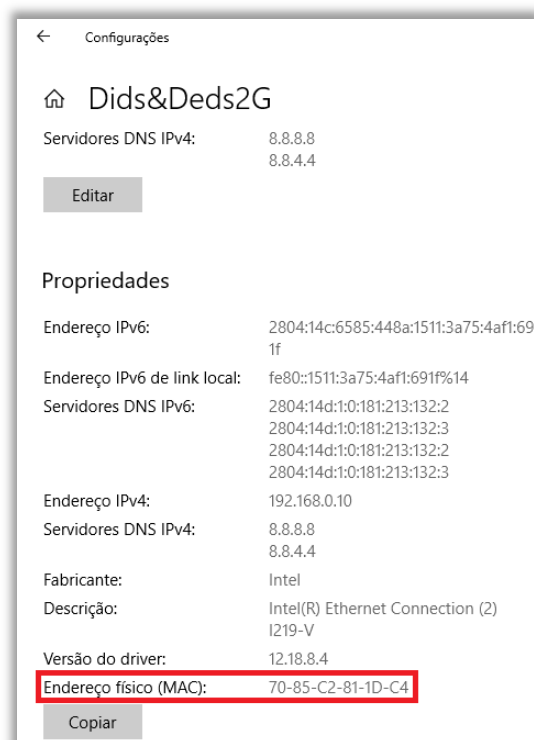 Configurações
Dids&Deds2G
Servidores DNS IPv4: 8.8.8.8
8.8.4.4
Editar
Propriedades
Endereço IPv6: 2804:14c:6585:448a:1511:3a75:4af1:69
1f
Endereço IPv6 de link local: fe80::1511:3a75:4af1:691f%14
Servidores DNS IPv6: 2804:14d:1:0:181:213:132:2
2804:14d:1:0:181:213:132:3
2804:14d:1:0:181:213:132:2
2804:14d:1:0:181:213:132:3
Endereço IPv4: 192.168.0.10
Servidores DNS IPv4: 8.8.8.8
8.8.4.4
Fabricante: Intel
Descrição: Intel(R) Ethernet Connection (2)
I219-V
Versão do driver: 12.18.8.4
Endereço físico (MAC): 70-85-C2-81-1D-C4
Copiar